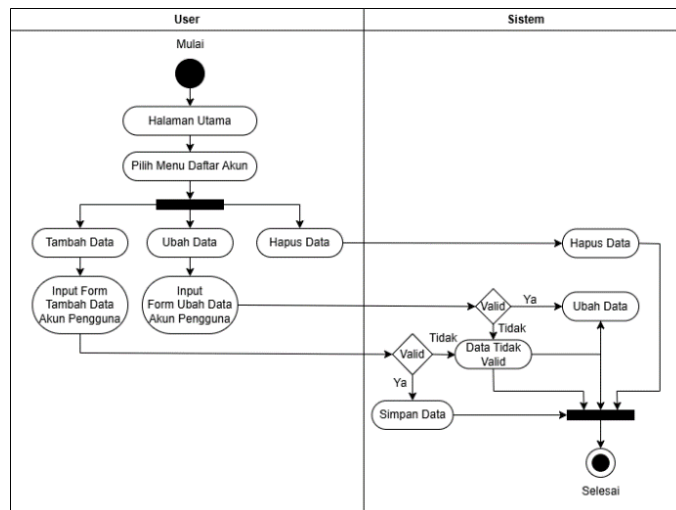 User
Sistem
Mulai
Halaman Utama
Pilih Menu Daftar Akun
Tambah Data
Ubah Data
Hapus Data
Hapus Data
Input Form
Tambah Data
Akun Pengguna
Input
Form Ubah Data
Akun Pengguna
Valid
Ya
Ubah Data
Tidak
Valid
Tidak
Data Tidak
Valid
Ya
Simpan Data
Selesai